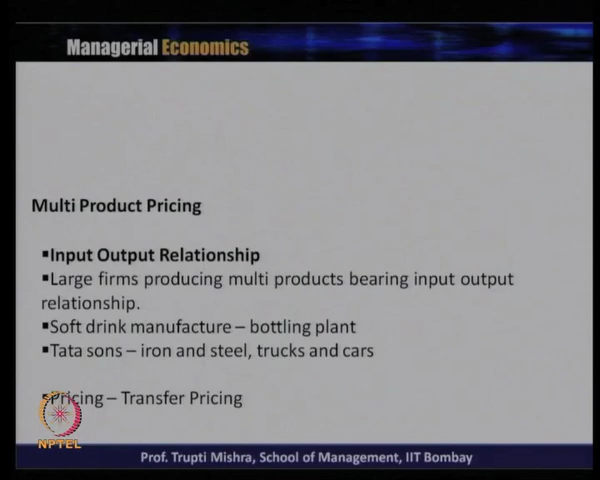 Managerial Economics
Multi Product Pricing
▪Input Output Relationship
▪Large firms producing multi products bearing input output
relationship.
▪Soft drink manufacture – bottling plant
▪Tata sons – iron and steel, trucks and cars
▪Pricing – Transfer Pricing
NPTEL
Prof. Trupti Mishra, School of Management, IIT Bombay